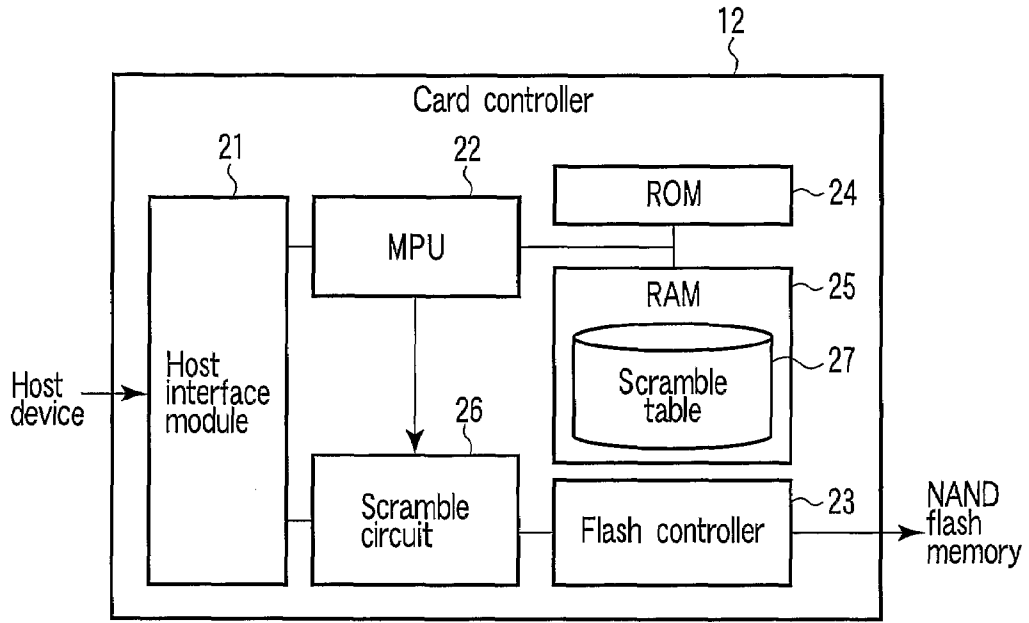 12
Card controller
21
22
ROM
24
MPU
RAM
25
Host
interface
module
Host
device
Scramble
table
27
26
Scramble
circuit
Flash controller
23
NAND
flash
memory